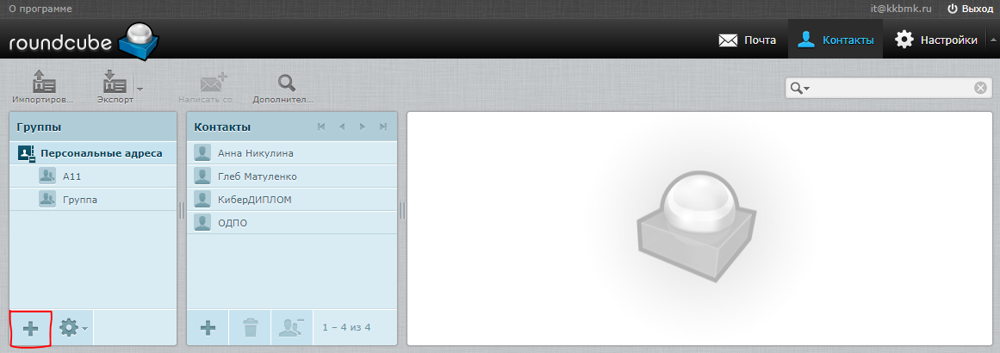 О программе
it@kkbmk.ru
Выход
roundcube
Почта
Контакты
Настройки
Импортиров...
Экспорт
Написать со
Дополнител...
Группы
Персональные адреса
А11
Группа
Контакты
Анна Никулина
Глеб Матуленко
КиберДИПЛОМ
ОДПО
1 – 4 из 4